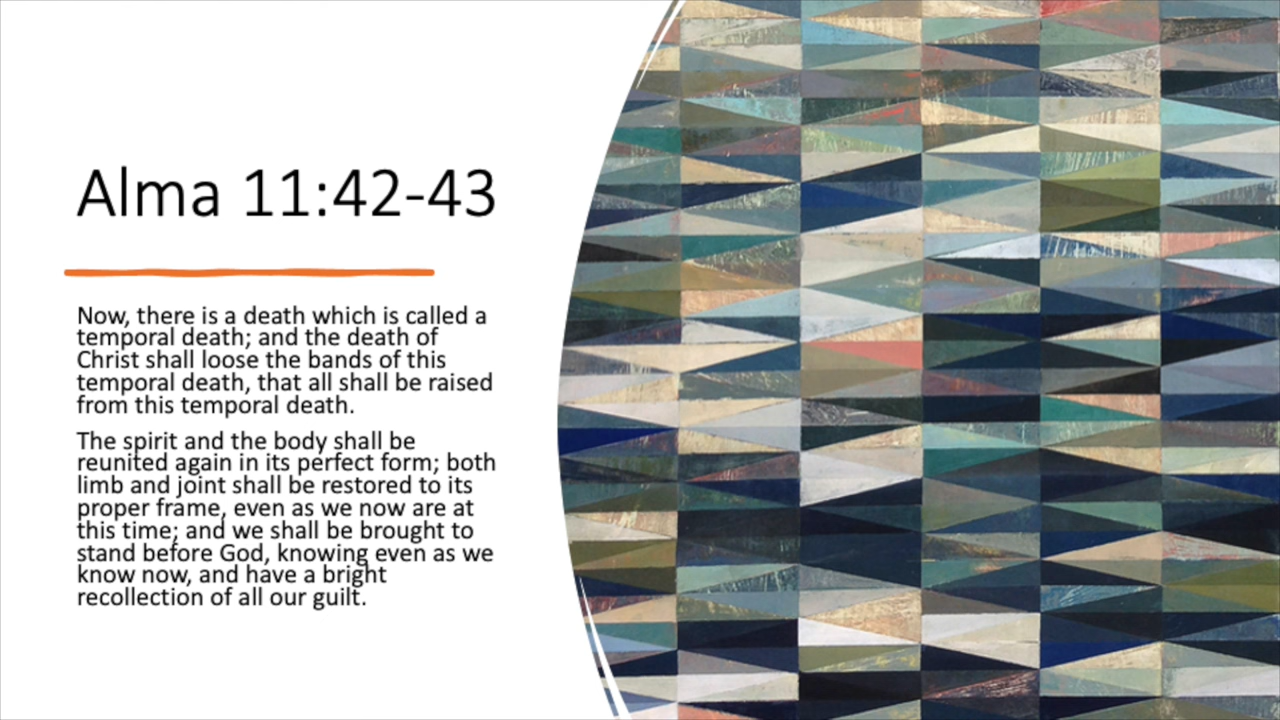 Alma 11:42-43
Now, there is a death which is called a
temporal death; and the death of
Christ shall loose the bands of this
temporal death, that all shall be raised
from this temporal death.
The spirit and the body shall be
reunited again in its perfect form; both
limb and joint shall be restored to its
proper frame, even as we now are at
this time; and we shall be brought to
stand before God, knowing even as we
know now, and have a bright
recollection of all our guilt.